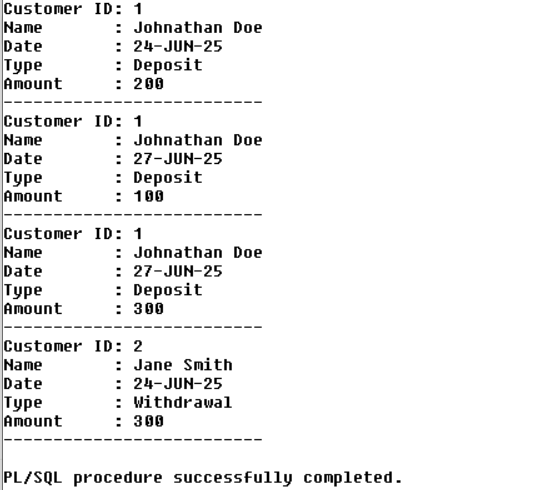 Customer ID: 1
Name       : Johnathan Doe
Date       : 24-JUN-25
Type       : Deposit
Amount     : 200
--------------------------
Customer ID: 1
Name       : Johnathan Doe
Date       : 27-JUN-25
Type       : Deposit
Amount     : 100
--------------------------
Customer ID: 1
Name       : Johnathan Doe
Date       : 27-JUN-25
Type       : Deposit
Amount     : 300
--------------------------
Customer ID: 2
Name       : Jane Smith
Date       : 24-JUN-25
Type       : Withdrawal
Amount     : 300
--------------------------
PL/SQL procedure successfully completed.